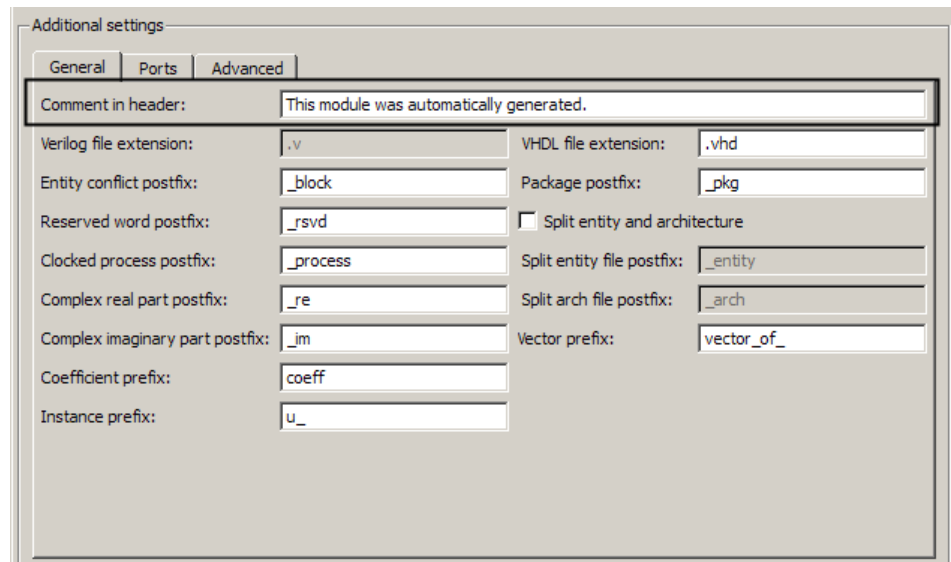 Additional settings
General Ports Advanced
Comment in header: This module was automatically generated.
Verilog file extension: .v VHDL file extension: .vhd
Entity conflict postfix: _block Package postfix: _pkg
Reserved word postfix: _rsvd Split entity and architecture
Clocked process postfix: _process Split entity file postfix: _entity
Complex real part postfix: _re Split arch file postfix: _arch
Complex imaginary part postfix: _im Vector prefix: vector_of_
Coefficient prefix: coeff
Instance prefix: u_